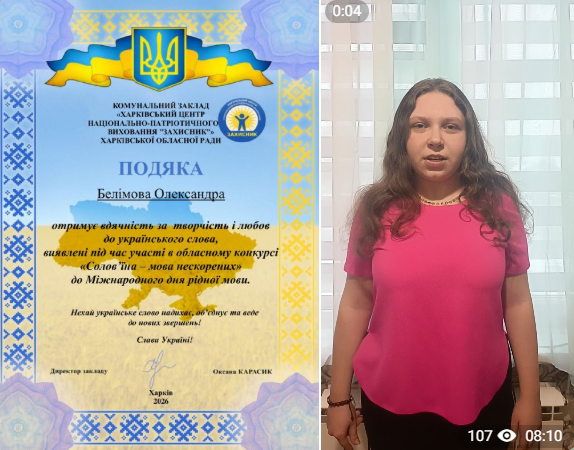 КОМУНАЛЬНИЙ ЗАКЛАД
«ХАРКІВСЬКИЙ ЦЕНТР
НАЦІОНАЛЬНО-ПАТРІОТИЧНОГО
ВИХОВАННЯ "ЗАХИСНИК"»
ХАРКІВСЬКОЇ ОБЛАСНОЇ РАДИ
ЗАХИСНИК
ПОДЯКА
Белімова Олександра
отримує вдячність за творчість і любов
до українського слова,
виявлені під час участі в обласному конкурсі
«Солов’їна – мова нескорених»
до Міжнародного дня рідної мови.
Нехай українське слово надихає, об’єднує та веде
до нових звершень!
Слава Україні!
Директор закладу
Оксана КАРАСИК
Харків
2026
0:04
107 08:10